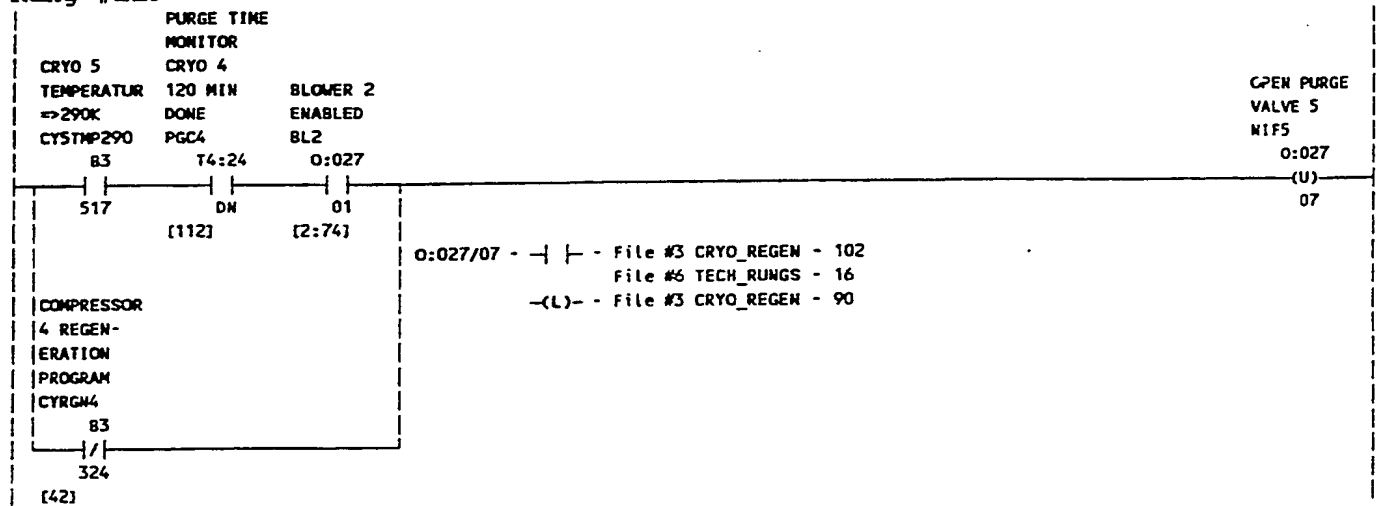 PURGE TIME
MONITOR
CRYO 5 CRYO 4
TEMPERATUR 120 MIN BLOWER 2 OPEN PURGE
=>290K DONE ENABLED VALVE 5
CY5TMP290 PGC4 BL2 NIF5
B3 T4:24 O:027 O:027
(U)
517 DN 01 07
[112] [2:74]
O:027/07 - ⊣ ⊢ - File #3 CRYO_REGEN - 102
File #6 TECH_RUNGS - 16
COMPRESSOR -(L)- - File #3 CRYO_REGEN - 90
4 REGEN-
ERATION
PROGRAM
CYRGN4
B3
/
324
[42]